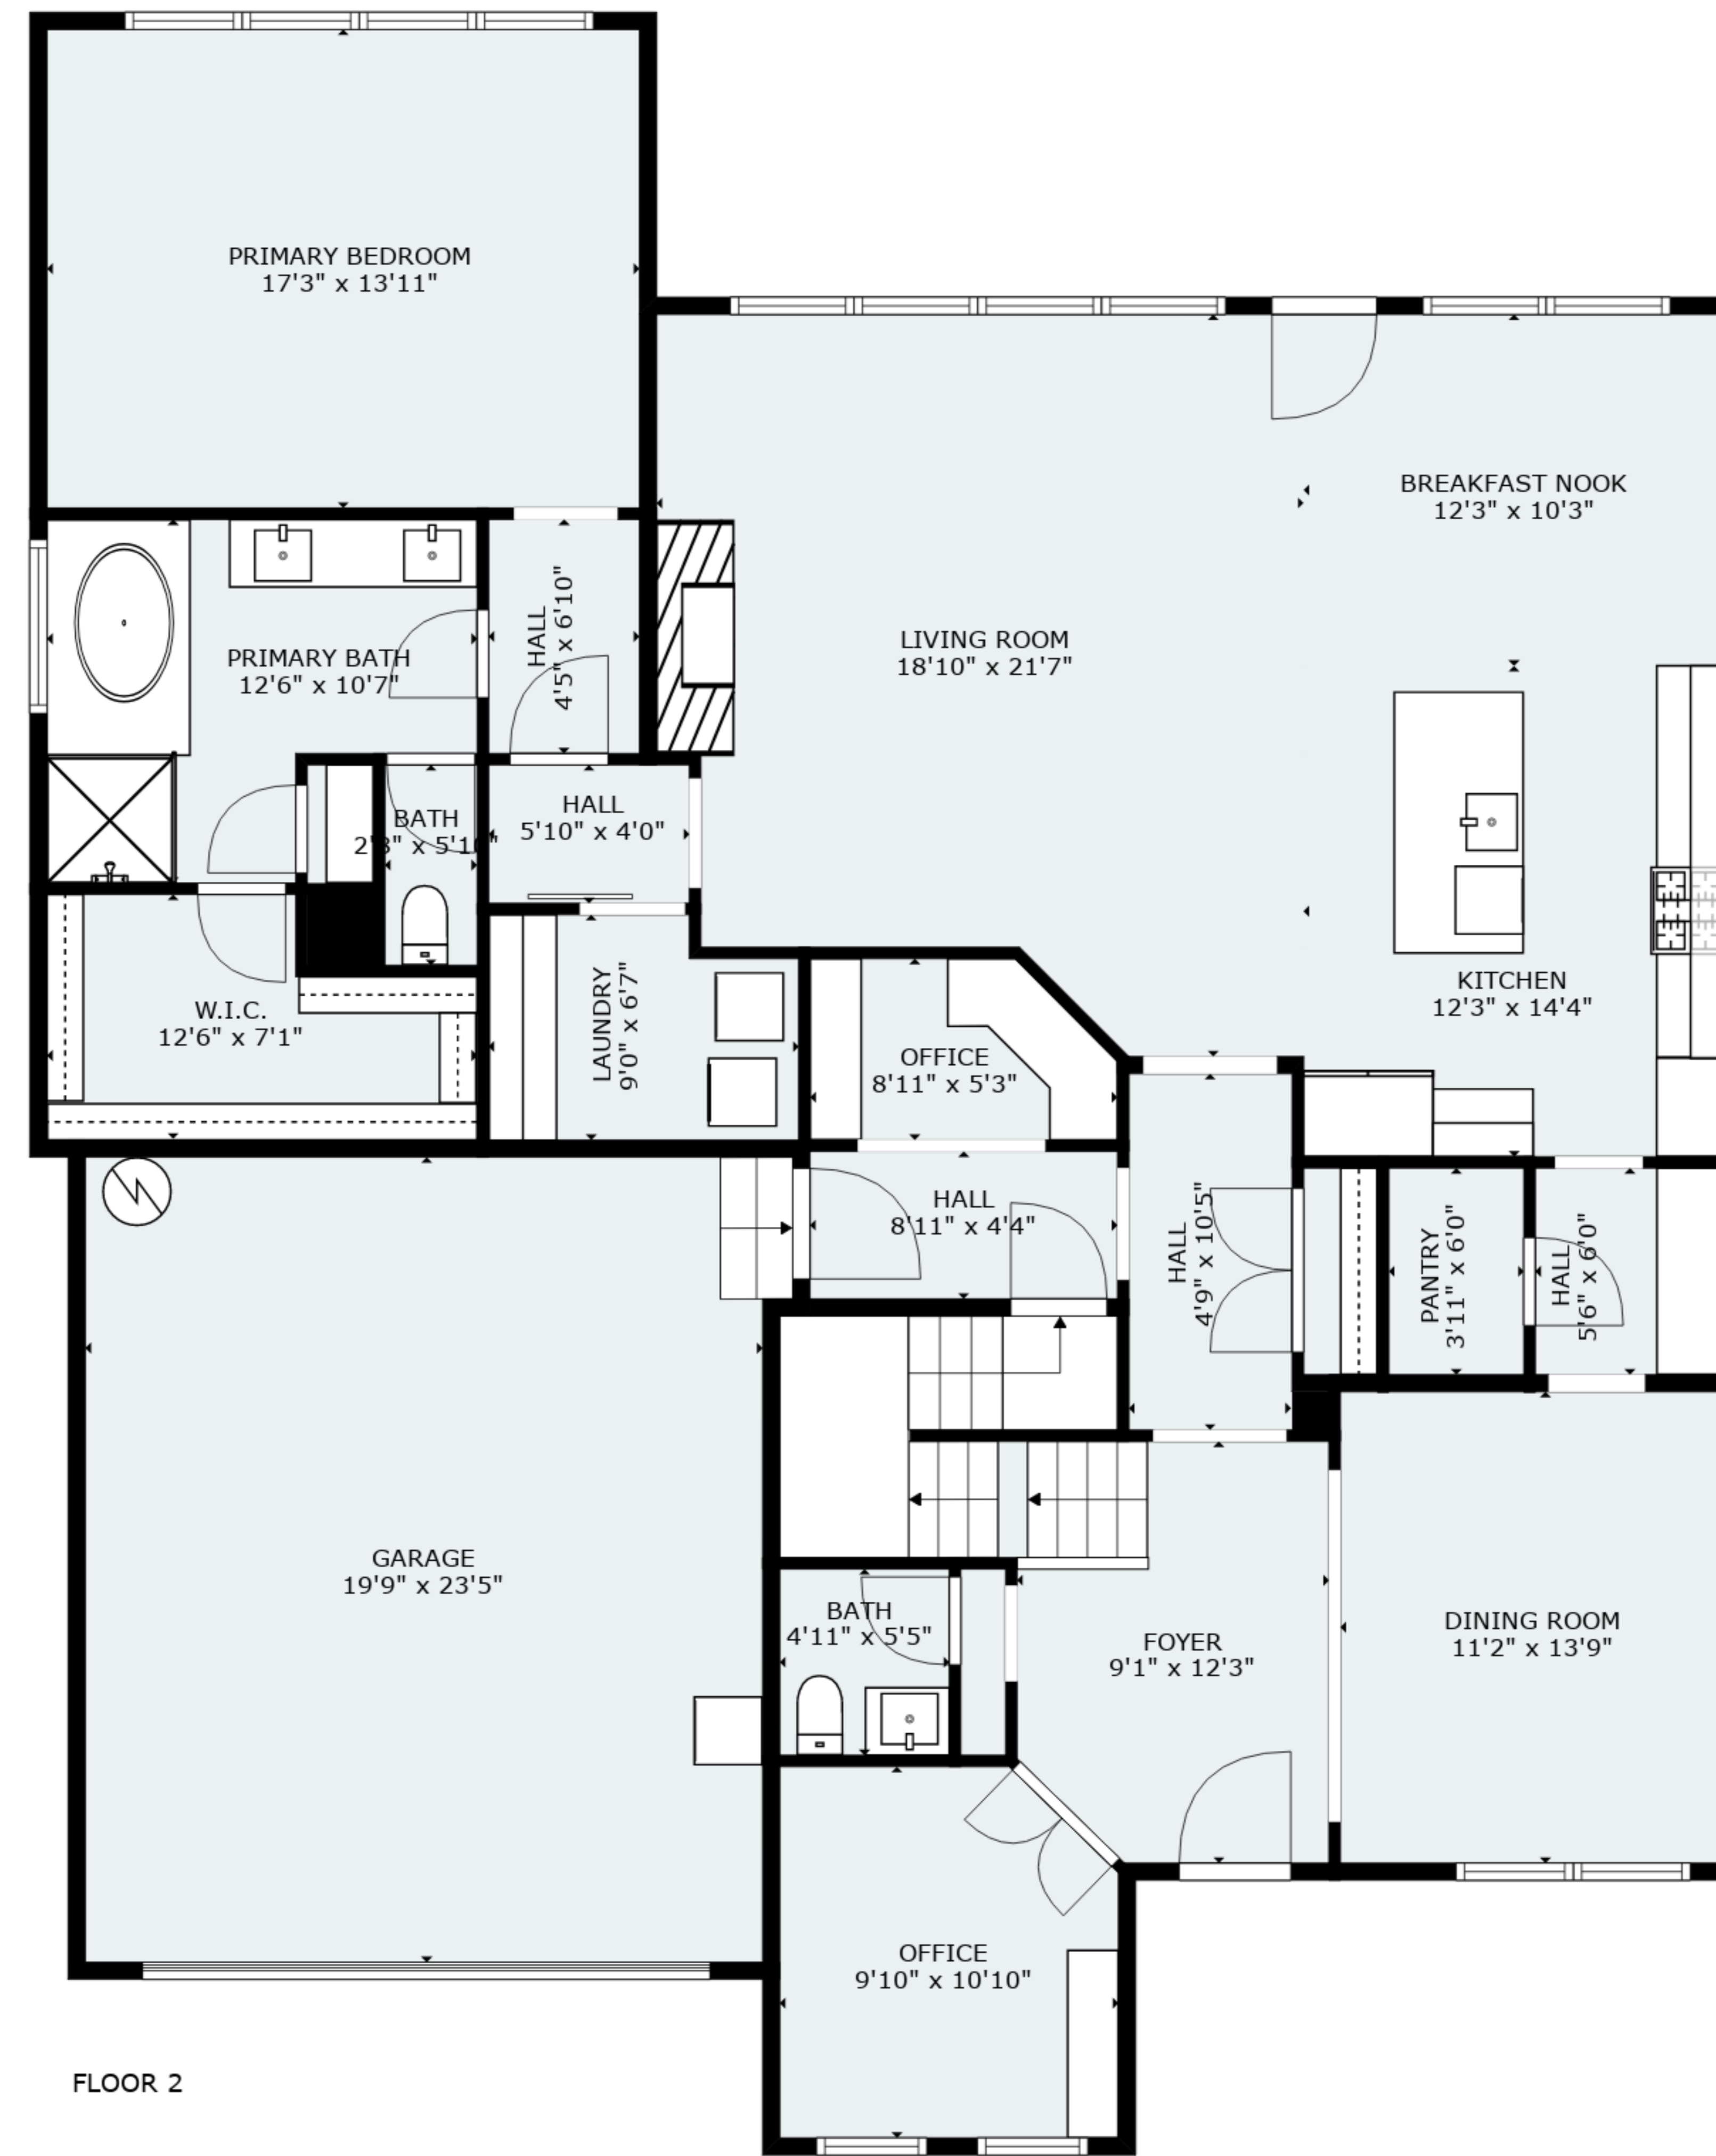 PRIMARY BEDROOM
17'3" x 13'11"
BREAKFAST NOOK
12'3" x 10'3"
HALL
4'5" x 6'10"
LIVING ROOM
18'10" x 21'7"
PRIMARY BATH
12'6" x 10'7"
HALL
5'10" x 4'0"
BATH
x 5'10"
KITCHEN
12'3" x 14'4"
W.I.C.
12'6" x 7'1"
LAUNDRY
9'0" x 6'7"
OFFICE
8'11" x 5'3"
HALL
8'11" x 4'4"
HALL
4'9" x 10'5"
PANTRY
3'11" x 6'0"
HALL
5'6" x 6'0"
GARAGE
19'9" x 23'5"
BATH
4'11" x 5'5"
FOYER
9'1" x 12'3"
DINING ROOM
11'2" x 13'9"
OFFICE
9'10" x 10'10"
FLOOR 2